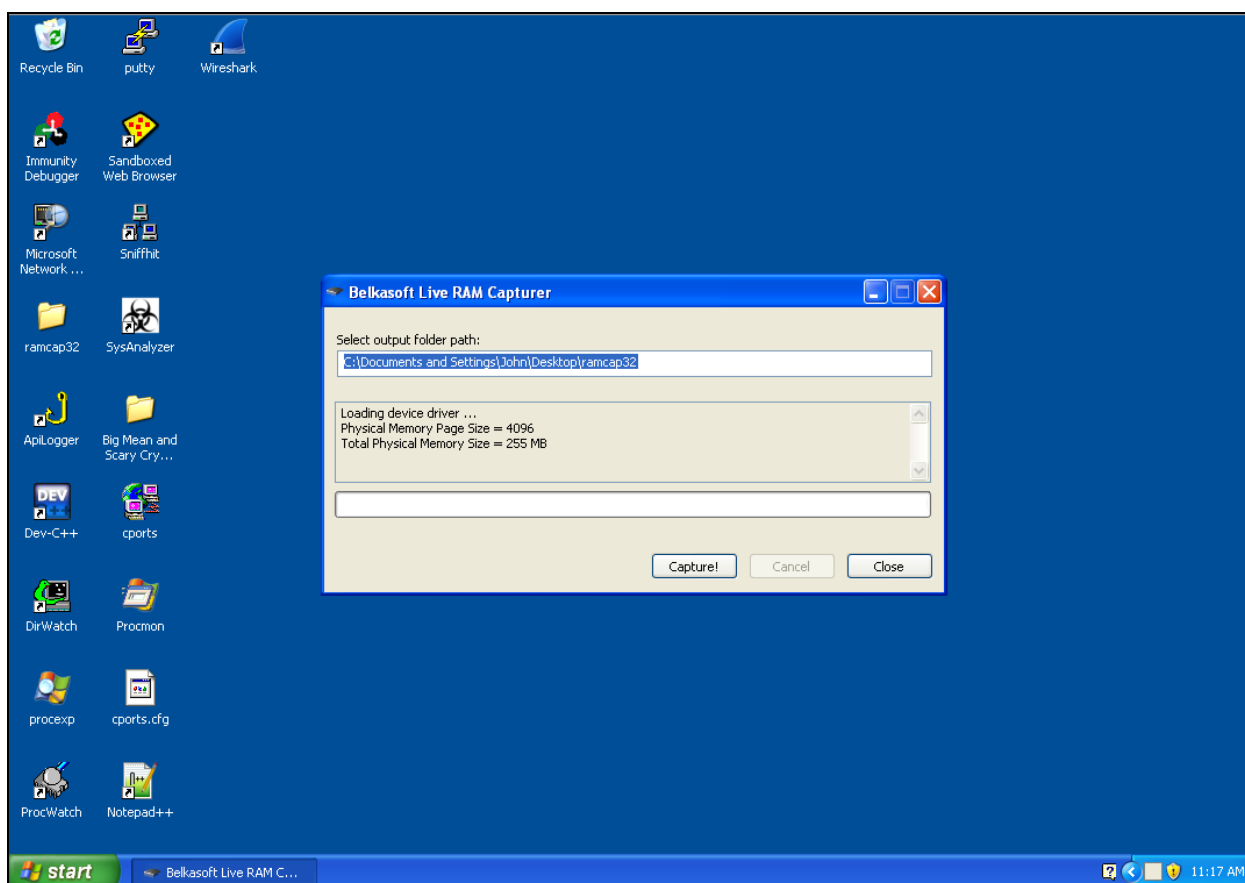 Recycle Bin
putty
Wireshark
Immunity
Debugger
Sandboxed
Web Browser
Microsoft
Network ...
Sniffhit
ramcap32
SysAnalyzer
ApiLogger
Big Mean and
Scary Cry...
DEV
Dev-C++
cports
DirWatch
Procmon
procexp
cports.cfg
ProcWatch
Notepad++
Belkasoft Live RAM Capturer
Select output folder path:
C:\Documents and Settings\John\Desktop\ramcap32
Loading device driver ...
Physical Memory Page Size = 4096
Total Physical Memory Size = 255 MB
Capture!
Cancel
Close
start
Belkasoft Live RAM C...
11:17 AM